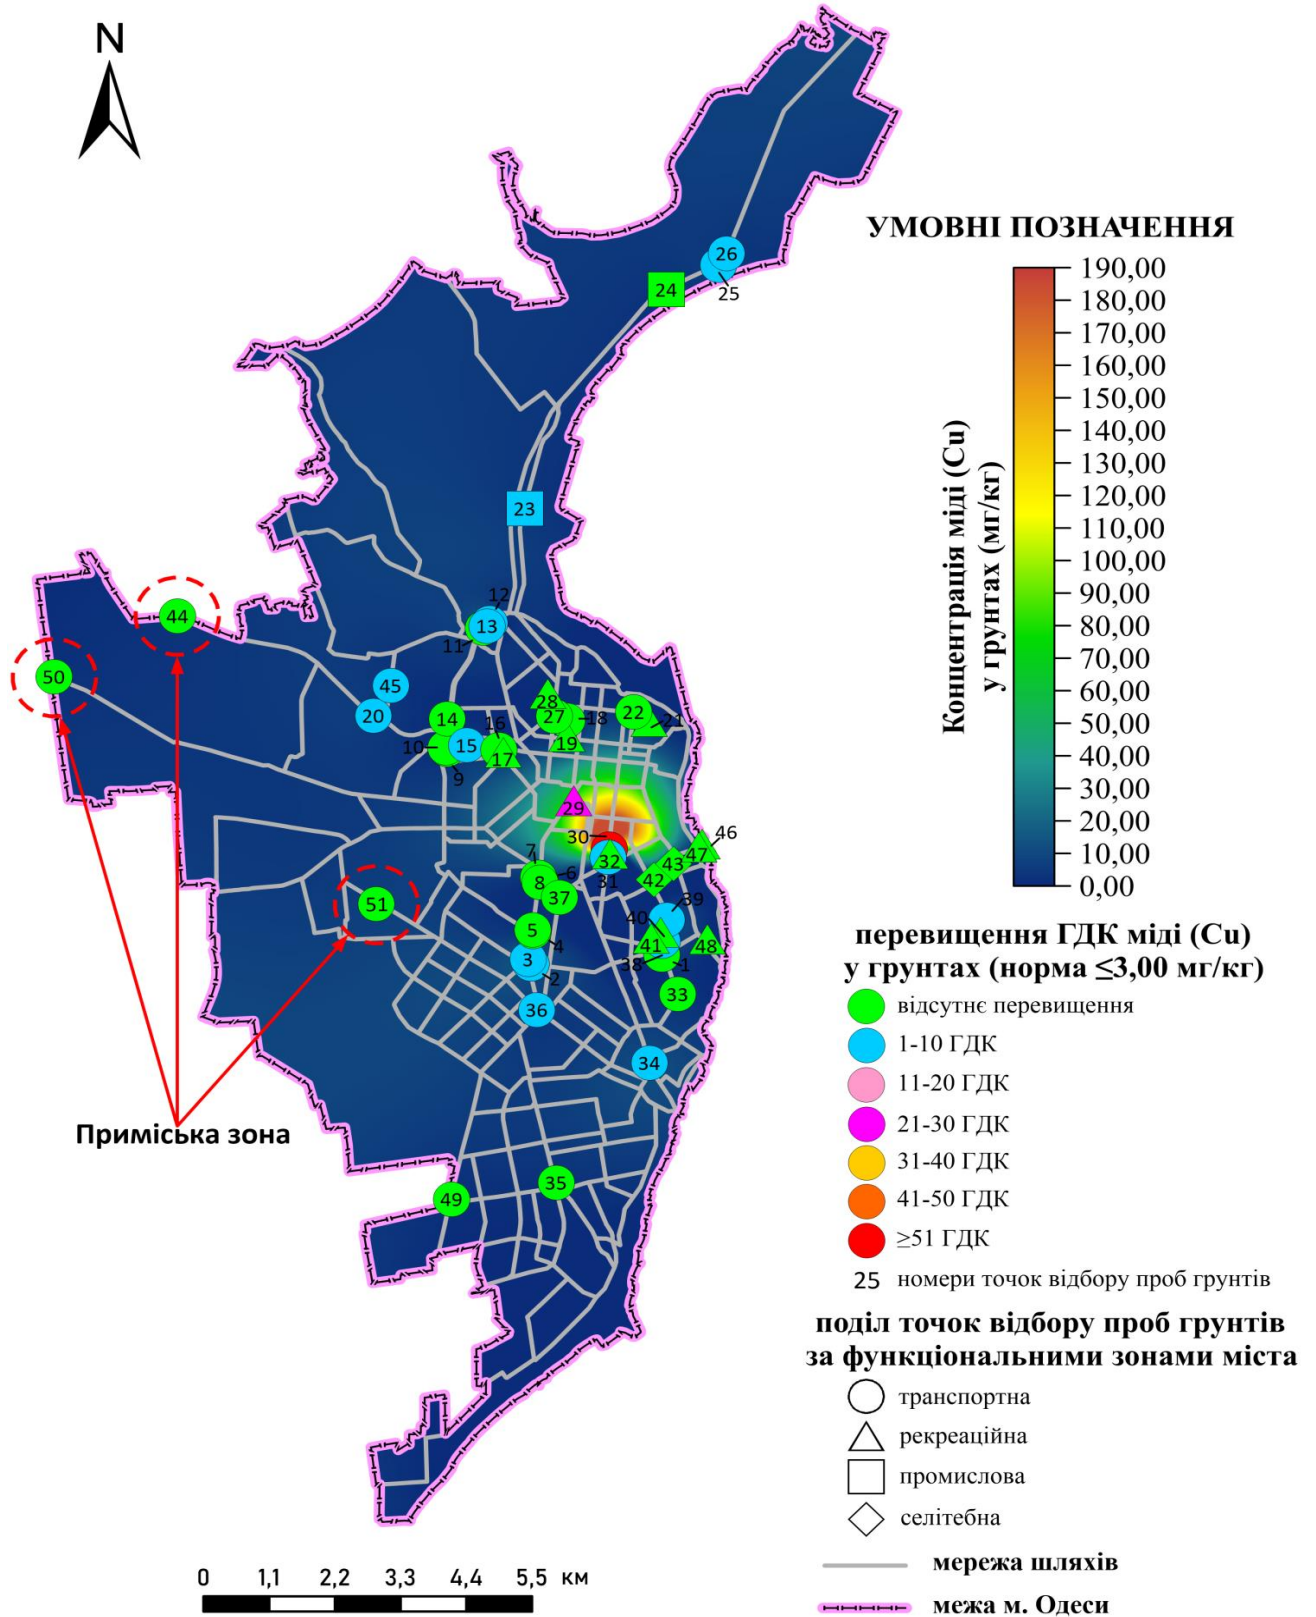 N
УМОВНІ ПОЗНАЧЕННЯ
190,00
180,00
170,00
160,00
150,00
140,00
130,00
120,00
110,00
100,00
90,00
80,00
70,00
60,00
50,00
40,00
30,00
20,00
10,00
0,00
Концентрація міді (Cu)
у грунтах (мг/кг)
26
25
24
23
12
13
11
44
50
45
20
14
10
15
9
16
17
28
27
18
19
22
21
29
30
32
31
46
47
43
42
7
8
6
37
51
5
4
3
2
36
39
40
41
48
38
1
33
34
35
49
Приміська зона
перевищення ГДК міді (Cu)
у грунтах (норма ≤3,00 мг/кг)
відсутнє перевищення
1-10 ГДК
11-20 ГДК
21-30 ГДК
31-40 ГДК
41-50 ГДК
≥51 ГДК
25 номери точок відбору проб грунтів
поділ точок відбору проб грунтів
за функціональними зонами міста
транспортна
рекреаційна
промислова
селітебна
мережа шляхів
межа м. Одеси
0 1,1 2,2 3,3 4,4 5,5 км